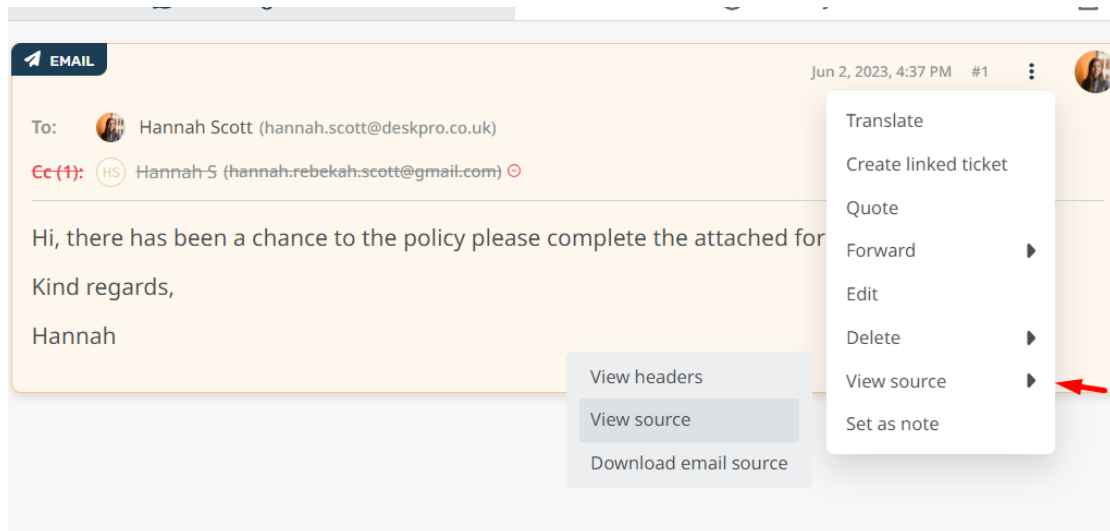 EMAIL
Jun 2, 2023, 4:37 PM #1
To: Hannah Scott (hannah.scott@deskpro.co.uk)
Cc (1): HS Hannah S (hannah.rebekah.scott@gmail.com)
Hi, there has been a chance to the policy please complete the attached for
Kind regards,
Hannah
Translate
Create linked ticket
Quote
Forward
Edit
Delete
View source
Set as note
View headers
View source
Download email source